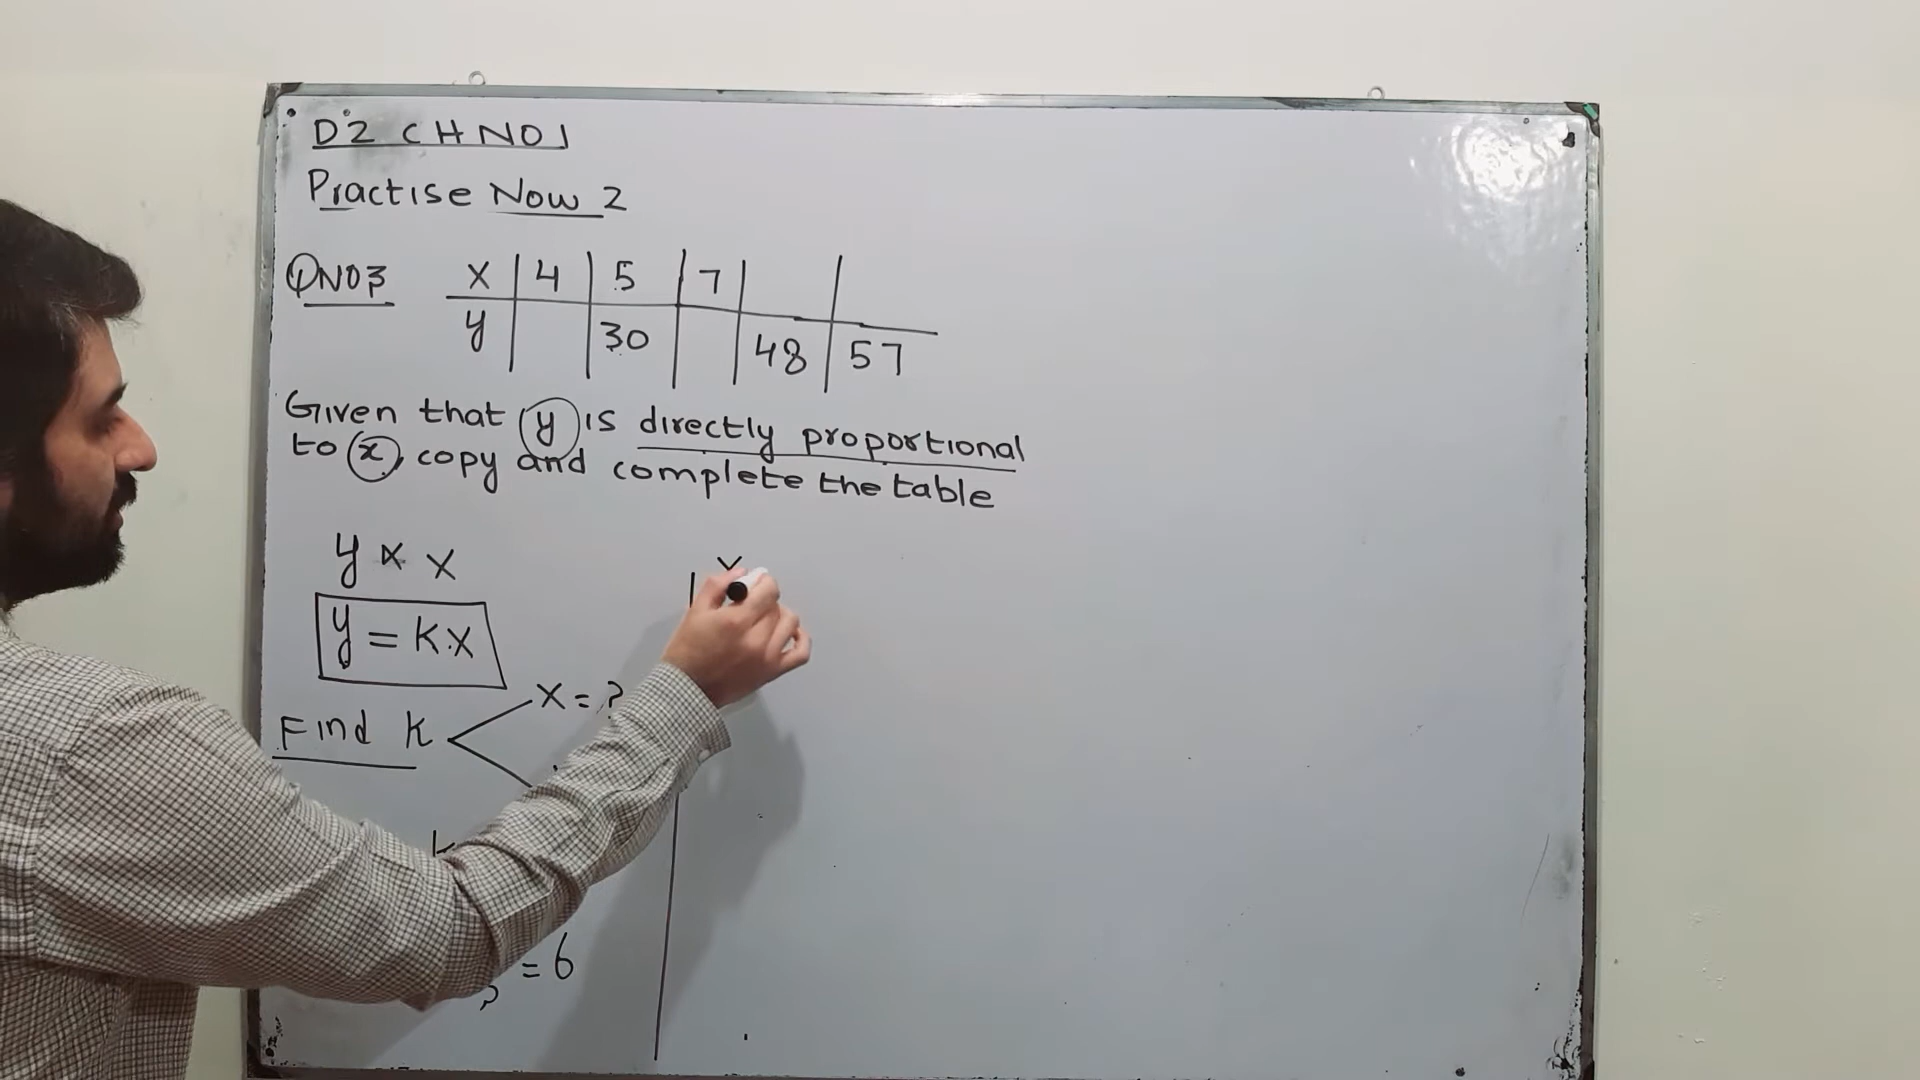 D2 CH NO1
Practise Now 2
QNO3
x 4 5 7
y 30 48 57
Given that y is directly proportional
to x, copy and complete the table
y ∝ x
y = k.x
Find k
x = ?
= 6